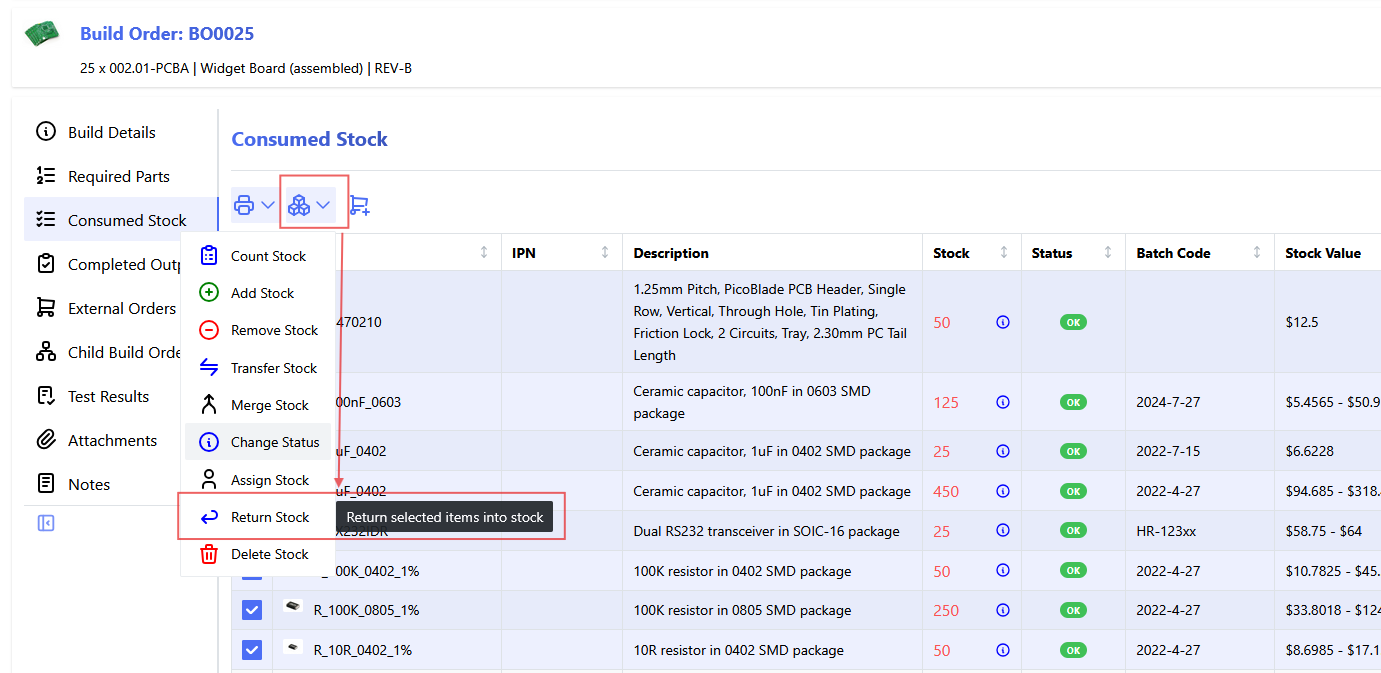 Build Order: BO0025
25 x 002.01-PCBA | Widget Board (assembled) | REV-B
Build Details
Required Parts
Consumed Stock
Completed Outp
External Orders
Child Build Orde
Test Results
Attachments
Notes
Consumed Stock
Count Stock
Add Stock
Remove Stock
Transfer Stock
Merge Stock
Change Status
Assign Stock
Return Stock
Delete Stock
Return selected items into stock
IPN Description Stock Status Batch Code Stock Value
470210
1.25mm Pitch, PicoBlade PCB Header, Single
Row, Vertical, Through Hole, Tin Plating,
Friction Lock, 2 Circuits, Tray, 2.30mm PC Tail
Length
50 OK $12.5
00nF_0603
Ceramic capacitor, 100nF in 0603 SMD
package
125 OK 2024-7-27 $5.4565 - $50.9
uF_0402 Ceramic capacitor, 1uF in 0402 SMD package 25 OK 2022-7-15 $6.6228
uF_0402 Ceramic capacitor, 1uF in 0402 SMD package 450 OK 2022-4-27 $94.685 - $318.
X232IDR Dual RS232 transceiver in SOIC-16 package 25 OK HR-123xx $58.75 - $64
_100K_0402_1% 100K resistor in 0402 SMD package 50 OK 2022-4-27 $10.7825 - $45.
R_100K_0805_1% 100K resistor in 0805 SMD package 250 OK 2022-4-27 $33.8018 - $124
R_10R_0402_1% 10R resistor in 0402 SMD package 50 OK 2022-4-27 $8.6985 - $17.1